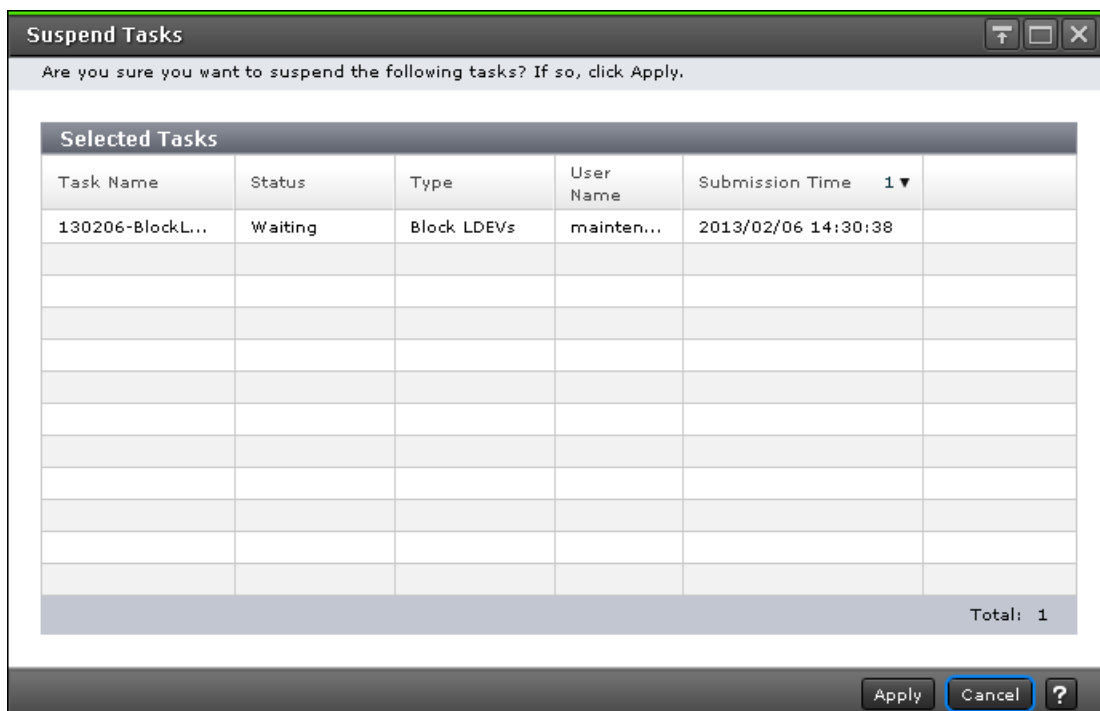 Suspend Tasks
Are you sure you want to suspend the following tasks? If so, click Apply.
Selected Tasks
Task Name Status Type User Name Submission Time 1▼
130206-BlockL... Waiting Block LDEVs mainten... 2013/02/06 14:30:38
Total: 1
Apply Cancel ?